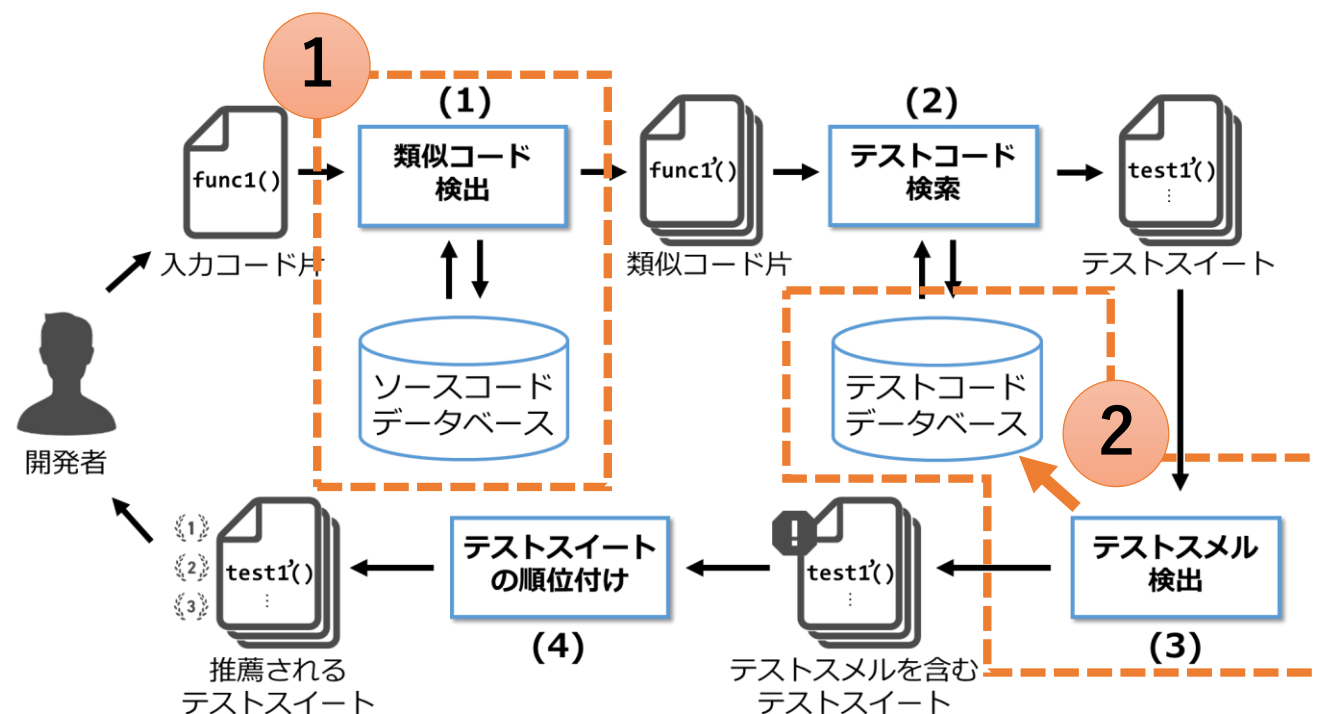 1
(1)
(2)
func1()
類似コード
検出
func1’()
テストコード
検索
test1’()
⋮
入力コード片
類似コード片
テストスイート
ソースコード
データベース
テストコード
データベース
2
開発者
1
2
3
test1’()
⋮
テストスイート
の順位付け
!
test1’()
⋮
テストスメル
検出
(4)
(3)
推薦される
テストスイート
テストスメルを含む
テストスイート